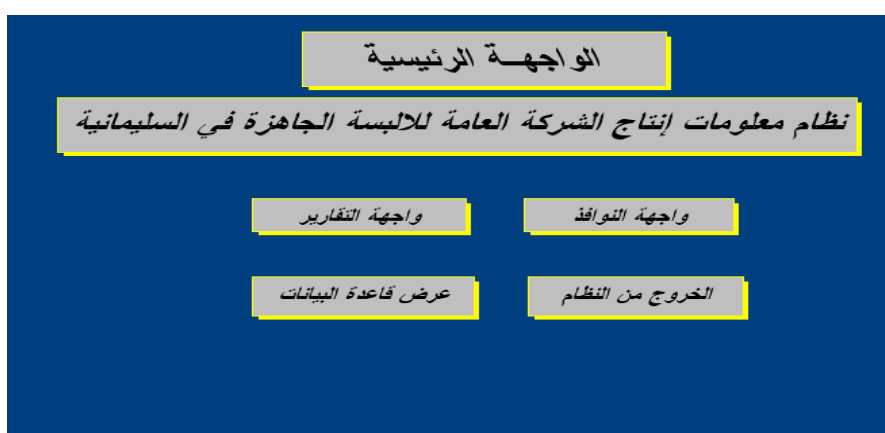 الواجهـــة الرئيسية
نظام معلومات إنتاج الشركة العامة للالبسة الجاهزة في السليمانية
واجهة النوافذ
واجهة التقارير
الخروج من النظام
عرض قاعدة البيانات